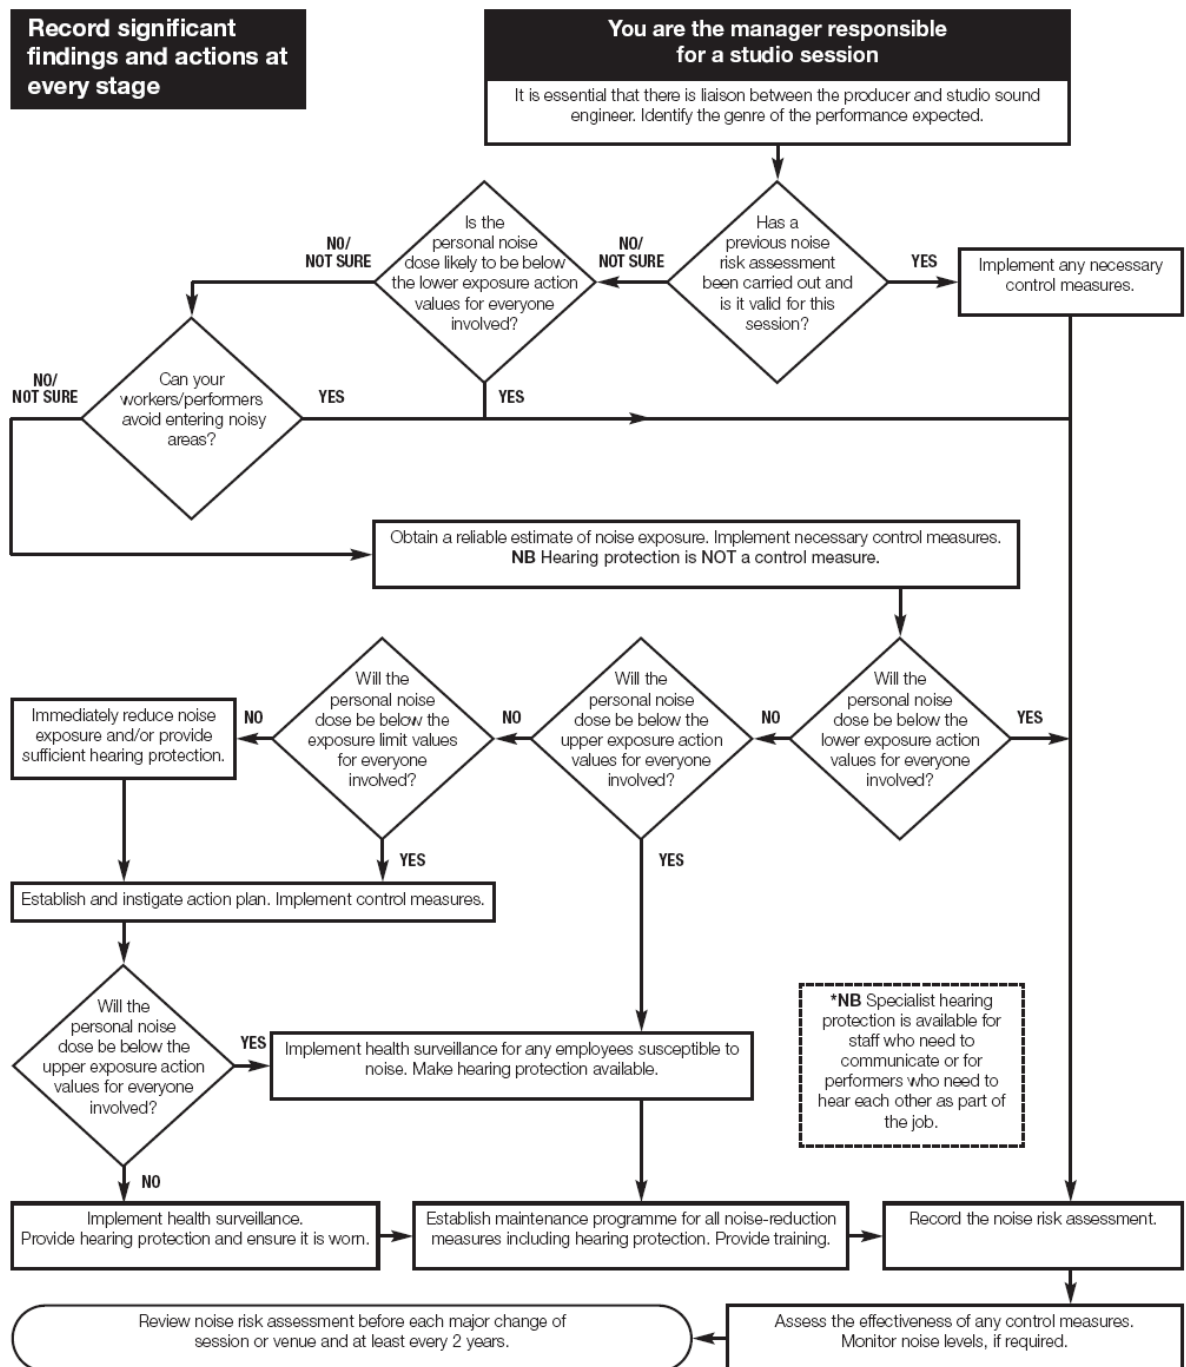 Record significant
findings and actions at
every stage
You are the manager responsible
for a studio session
It is essential that there is liaison between the producer and studio sound
engineer. Identify the genre of the performance expected.
Has a
previous noise
risk assessment
been carried out and
is it valid for this
session?
YES
Implement any necessary
control measures.
NO/
NOT SURE
Is the
personal noise
dose likely to be below
the lower exposure action
values for everyone
involved?
YES
NO/
NOT SURE
Can your
workers/performers
avoid entering noisy
areas?
YES
NO/
NOT SURE
Obtain a reliable estimate of noise exposure. Implement necessary control measures.
NB Hearing protection is NOT a control measure.
Will the
personal noise
dose be below the
lower exposure action
values for everyone
involved?
YES
NO
Will the
personal noise
dose be below the
upper exposure action
values for everyone
involved?
YES
NO
Will the
personal noise
dose be below the
exposure limit values
for everyone
involved?
YES
NO
Immediately reduce noise
exposure and/or provide
sufficient hearing protection.
Establish and instigate action plan. Implement control measures.
Will the
personal noise
dose be below the
upper exposure action
values for everyone
involved?
YES
Implement health surveillance for any employees susceptible to
noise. Make hearing protection available.
*NB Specialist hearing
protection is available for
staff who need to
communicate or for
performers who need to
hear each other as part of
the job.
NO
Implement health surveillance.
Provide hearing protection and ensure it is worn.
Establish maintenance programme for all noise-reduction
measures including hearing protection. Provide training.
Record the noise risk assessment.
Assess the effectiveness of any control measures.
Monitor noise levels, if required.
Review noise risk assessment before each major change of
session or venue and at least every 2 years.